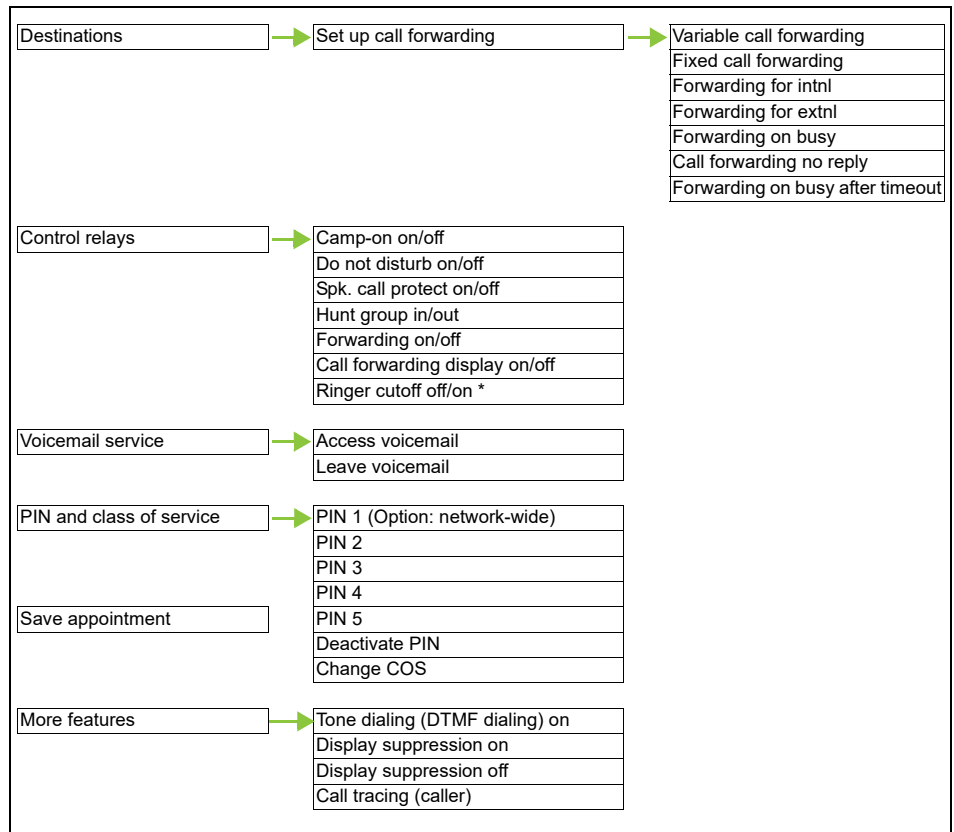 Destinations
Set up call forwarding
Variable call forwarding
Fixed call forwarding
Forwarding for intnl
Forwarding for extnl
Forwarding on busy
Call forwarding no reply
Forwarding on busy after timeout
Control relays
Camp-on on/off
Do not disturb on/off
Spk. call protect on/off
Hunt group in/out
Forwarding on/off
Call forwarding display on/off
Ringer cutoff off/on *
Voicemail service
Access voicemail
Leave voicemail
PIN and class of service
PIN 1 (Option: network-wide)
PIN 2
PIN 3
PIN 4
Save appointment
PIN 5
Deactivate PIN
Change COS
More features
Tone dialing (DTMF dialing) on
Display suppression on
Display suppression off
Call tracing (caller)